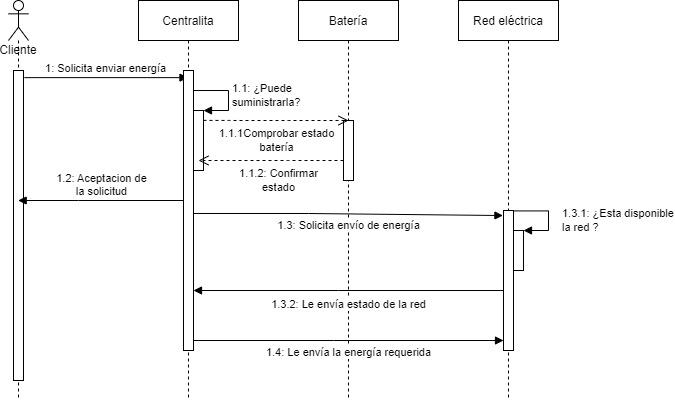 Cliente
Centralita
Batería
Red eléctrica
1: Solicita enviar energía
1.1: ¿Puede
suministrarla?
1.1.1Comprobar estado
batería
1.1.2: Confirmar
estado
1.2: Aceptacion de
la solicitud
1.3: Solicita envío de energía
1.3.1: ¿Esta disponible
la red ?
1.3.2: Le envía estado de la red
1.4: Le envía la energía requerida